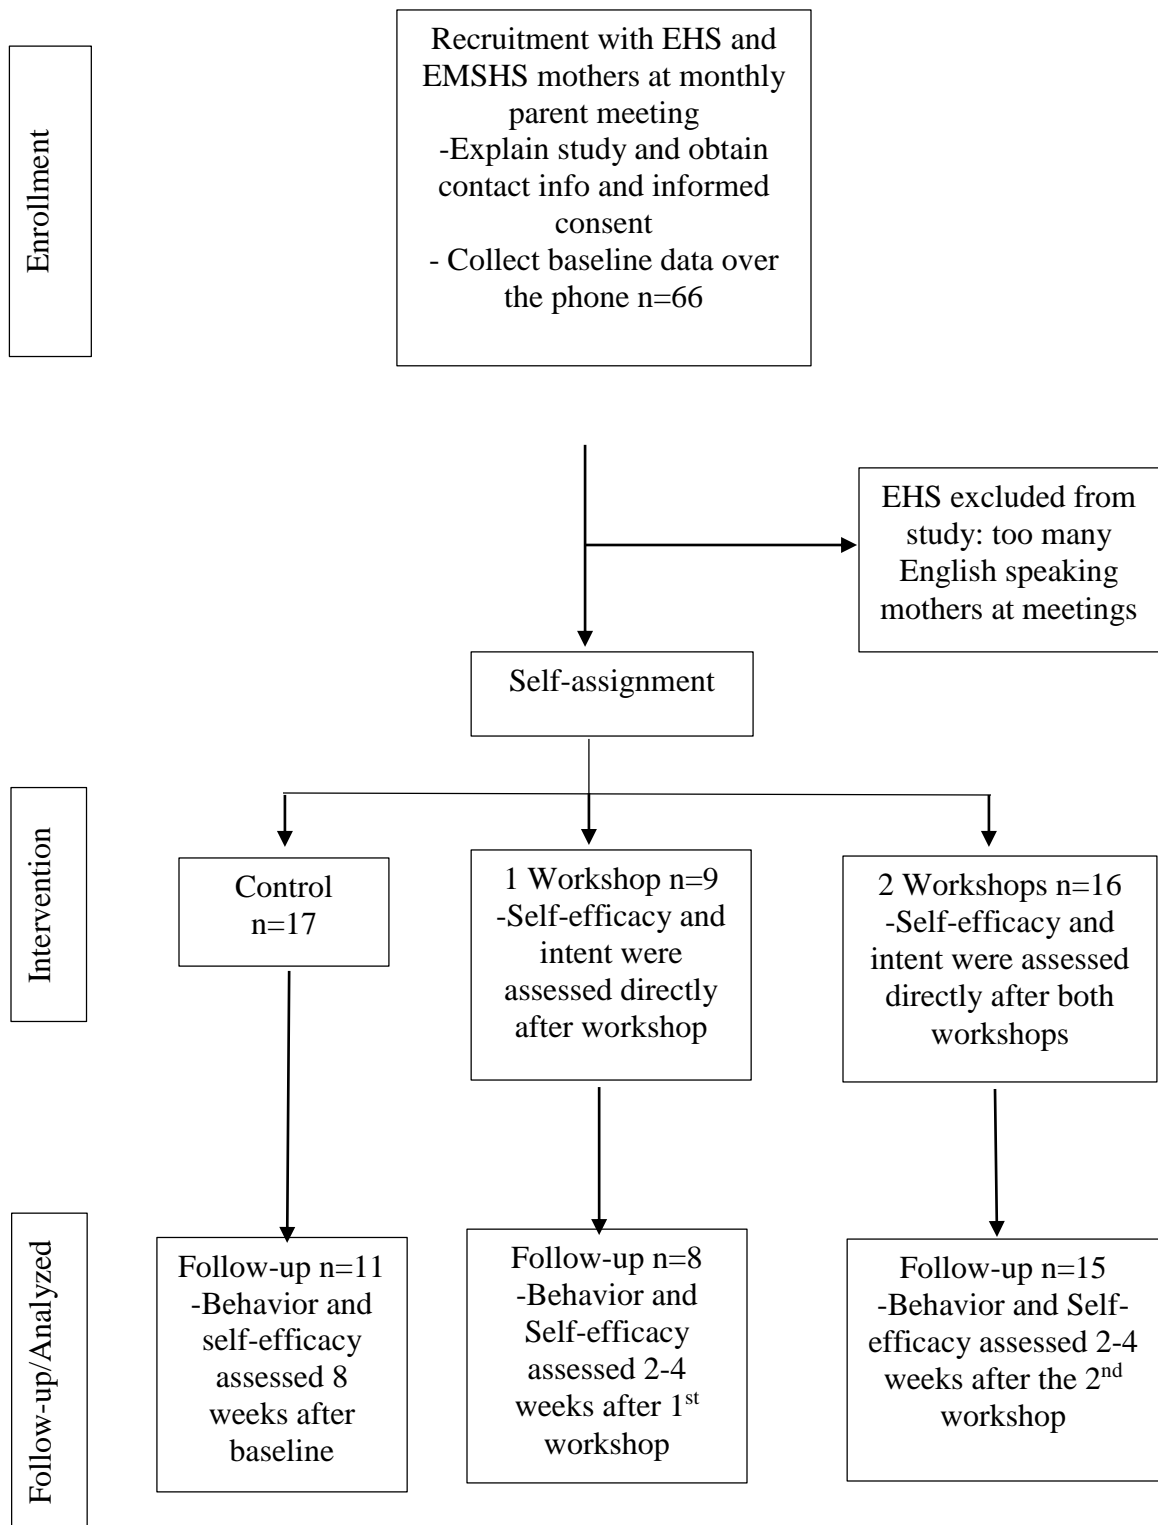 Enrollment
Recruitment with EHS and
EMSHS mothers at monthly
parent meeting
-Explain study and obtain
contact info and informed
consent
- Collect baseline data over
the phone n=66
EHS excluded from
study: too many
English speaking
mothers at meetings
Self-assignment
Intervention
Control
n=17
1 Workshop n=9
-Self-efficacy and
intent were
assessed directly
after workshop
2 Workshops n=16
-Self-efficacy and
intent were assessed
directly after both
workshops
Follow-up/Analyzed
Follow-up n=11
-Behavior and
self-efficacy
assessed 8
weeks after
baseline
Follow-up n=8
-Behavior and
Self-efficacy
assessed 2-4
weeks after 1st
workshop
Follow-up n=15
-Behavior and Self-
efficacy assessed 2-4
weeks after the 2nd
workshop